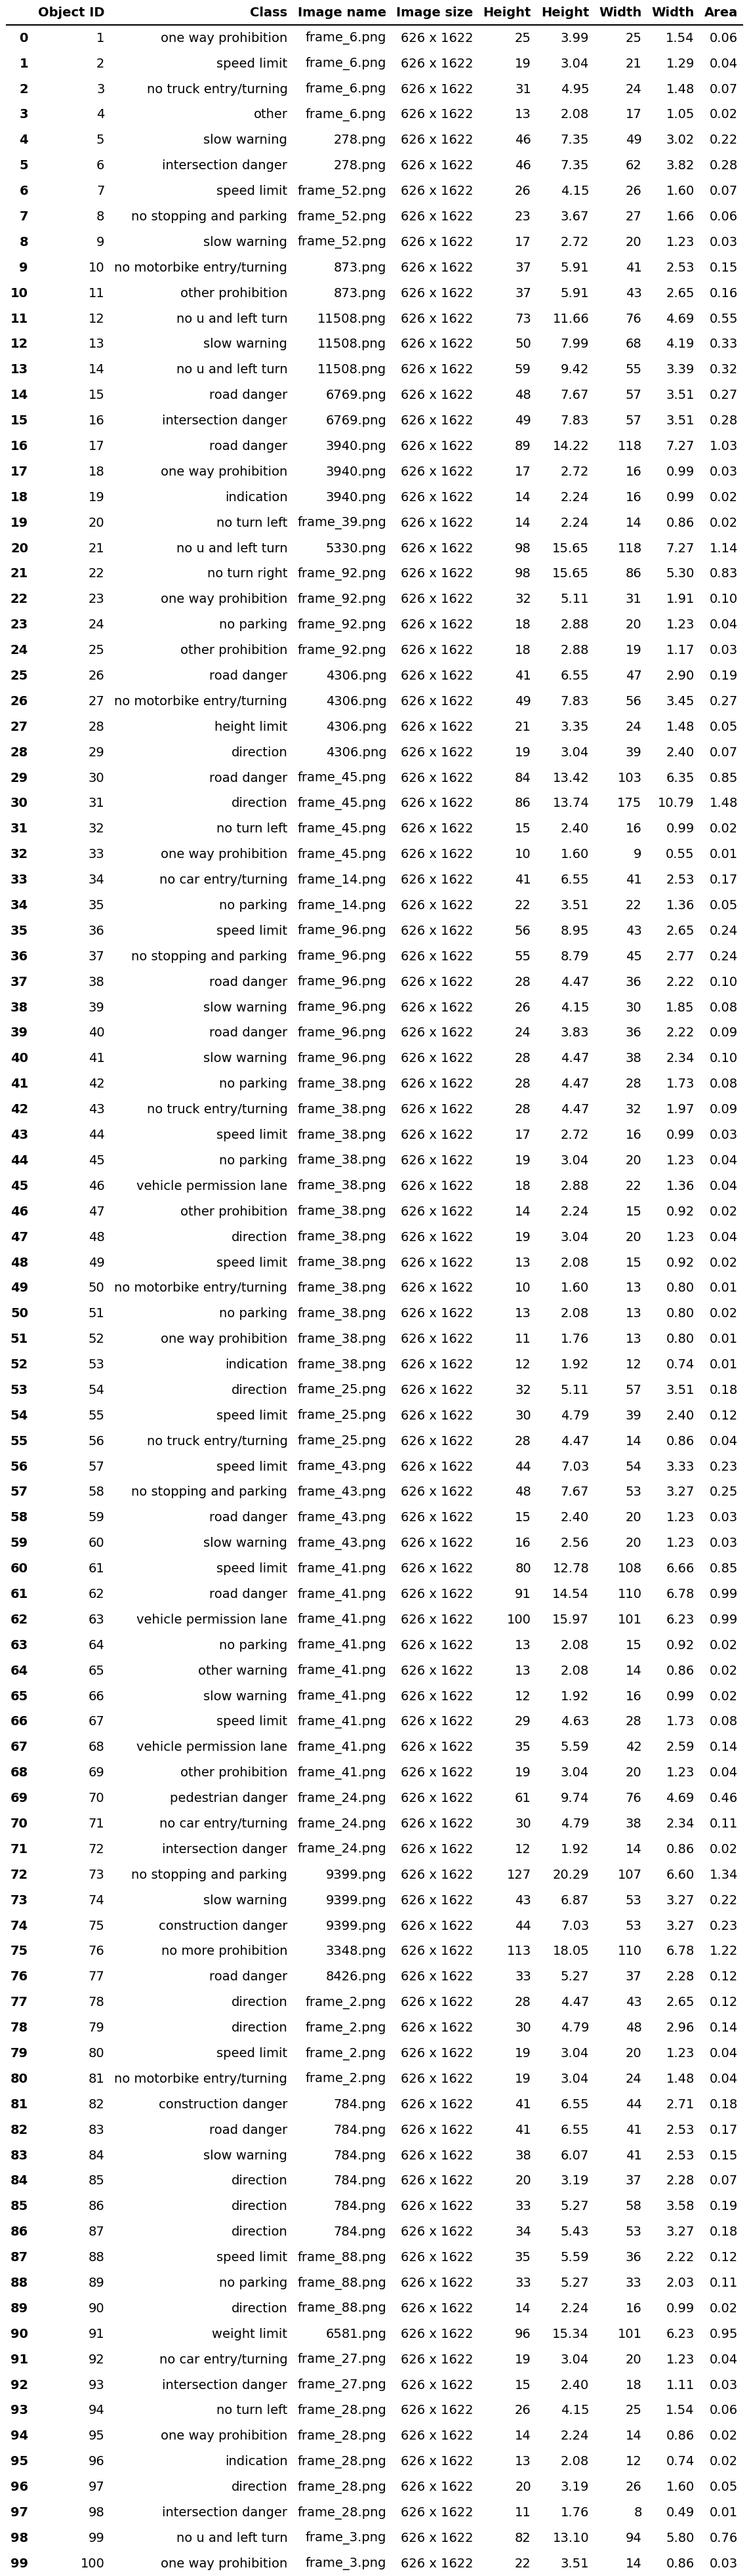 Object ID Class Image name Image size Height Height Width Width Area
0 1 one way prohibition frame_6.png 626 x 1622 25 3.99 25 1.54 0.06
1 2 speed limit frame_6.png 626 x 1622 19 3.04 21 1.29 0.04
2 3 no truck entry/turning frame_6.png 626 x 1622 31 4.95 24 1.48 0.07
3 4 other frame_6.png 626 x 1622 13 2.08 17 1.05 0.02
4 5 slow warning 278.png 626 x 1622 46 7.35 49 3.02 0.22
5 6 intersection danger 278.png 626 x 1622 46 7.35 62 3.82 0.28
6 7 speed limit frame_52.png 626 x 1622 26 4.15 26 1.60 0.07
7 8 no stopping and parking frame_52.png 626 x 1622 23 3.67 27 1.66 0.06
8 9 slow warning frame_52.png 626 x 1622 17 2.72 20 1.23 0.03
9 10 no motorbike entry/turning 873.png 626 x 1622 37 5.91 41 2.53 0.15
10 11 other prohibition 873.png 626 x 1622 37 5.91 43 2.65 0.16
11 12 no u and left turn 11508.png 626 x 1622 73 11.66 76 4.69 0.55
12 13 slow warning 11508.png 626 x 1622 50 7.99 68 4.19 0.33
13 14 no u and left turn 11508.png 626 x 1622 59 9.42 55 3.39 0.32
14 15 road danger 6769.png 626 x 1622 48 7.67 57 3.51 0.27
15 16 intersection danger 6769.png 626 x 1622 49 7.83 57 3.51 0.28
16 17 road danger 3940.png 626 x 1622 89 14.22 118 7.27 1.03
17 18 one way prohibition 3940.png 626 x 1622 17 2.72 16 0.99 0.03
18 19 indication 3940.png 626 x 1622 14 2.24 16 0.99 0.02
19 20 no turn left frame_39.png 626 x 1622 14 2.24 14 0.86 0.02
20 21 no u and left turn 5330.png 626 x 1622 98 15.65 118 7.27 1.14
21 22 no turn right frame_92.png 626 x 1622 98 15.65 86 5.30 0.83
22 23 one way prohibition frame_92.png 626 x 1622 32 5.11 31 1.91 0.10
23 24 no parking frame_92.png 626 x 1622 18 2.88 20 1.23 0.04
24 25 other prohibition frame_92.png 626 x 1622 18 2.88 19 1.17 0.03
25 26 road danger 4306.png 626 x 1622 41 6.55 47 2.90 0.19
26 27 no motorbike entry/turning 4306.png 626 x 1622 49 7.83 56 3.45 0.27
27 28 height limit 4306.png 626 x 1622 21 3.35 24 1.48 0.05
28 29 direction 4306.png 626 x 1622 19 3.04 39 2.40 0.07
29 30 road danger frame_45.png 626 x 1622 84 13.42 103 6.35 0.85
30 31 direction frame_45.png 626 x 1622 86 13.74 175 10.79 1.48
31 32 no turn left frame_45.png 626 x 1622 15 2.40 16 0.99 0.02
32 33 one way prohibition frame_45.png 626 x 1622 10 1.60 9 0.55 0.01
33 34 no car entry/turning frame_14.png 626 x 1622 41 6.55 41 2.53 0.17
34 35 no parking frame_14.png 626 x 1622 22 3.51 22 1.36 0.05
35 36 speed limit frame_96.png 626 x 1622 56 8.95 43 2.65 0.24
36 37 no stopping and parking frame_96.png 626 x 1622 55 8.79 45 2.77 0.24
37 38 road danger frame_96.png 626 x 1622 28 4.47 36 2.22 0.10
38 39 slow warning frame_96.png 626 x 1622 26 4.15 30 1.85 0.08
39 40 road danger frame_96.png 626 x 1622 24 3.83 36 2.22 0.09
40 41 slow warning frame_96.png 626 x 1622 28 4.47 38 2.34 0.10
41 42 no parking frame_38.png 626 x 1622 28 4.47 28 1.73 0.08
42 43 no truck entry/turning frame_38.png 626 x 1622 28 4.47 32 1.97 0.09
43 44 speed limit frame_38.png 626 x 1622 17 2.72 16 0.99 0.03
44 45 no parking frame_38.png 626 x 1622 19 3.04 20 1.23 0.04
45 46 vehicle permission lane frame_38.png 626 x 1622 18 2.88 22 1.36 0.04
46 47 other prohibition frame_38.png 626 x 1622 14 2.24 15 0.92 0.02
47 48 direction frame_38.png 626 x 1622 19 3.04 20 1.23 0.04
48 49 speed limit frame_38.png 626 x 1622 13 2.08 15 0.92 0.02
49 50 no motorbike entry/turning frame_38.png 626 x 1622 10 1.60 13 0.80 0.01
50 51 no parking frame_38.png 626 x 1622 13 2.08 13 0.80 0.02
51 52 one way prohibition frame_38.png 626 x 1622 11 1.76 13 0.80 0.01
52 53 indication frame_38.png 626 x 1622 12 1.92 12 0.74 0.01
53 54 direction frame_25.png 626 x 1622 32 5.11 57 3.51 0.18
54 55 speed limit frame_25.png 626 x 1622 30 4.79 39 2.40 0.12
55 56 no truck entry/turning frame_25.png 626 x 1622 28 4.47 14 0.86 0.04
56 57 speed limit frame_43.png 626 x 1622 44 7.03 54 3.33 0.23
57 58 no stopping and parking frame_43.png 626 x 1622 48 7.67 53 3.27 0.25
58 59 road danger frame_43.png 626 x 1622 15 2.40 20 1.23 0.03
59 60 slow warning frame_43.png 626 x 1622 16 2.56 20 1.23 0.03
60 61 speed limit frame_41.png 626 x 1622 80 12.78 108 6.66 0.85
61 62 road danger frame_41.png 626 x 1622 91 14.54 110 6.78 0.99
62 63 vehicle permission lane frame_41.png 626 x 1622 100 15.97 101 6.23 0.99
63 64 no parking frame_41.png 626 x 1622 13 2.08 15 0.92 0.02
64 65 other warning frame_41.png 626 x 1622 13 2.08 14 0.86 0.02
65 66 slow warning frame_41.png 626 x 1622 12 1.92 16 0.99 0.02
66 67 speed limit frame_41.png 626 x 1622 29 4.63 28 1.73 0.08
67 68 vehicle permission lane frame_41.png 626 x 1622 35 5.59 42 2.59 0.14
68 69 other prohibition frame_41.png 626 x 1622 19 3.04 20 1.23 0.04
69 70 pedestrian danger frame_24.png 626 x 1622 61 9.74 76 4.69 0.46
70 71 no car entry/turning frame_24.png 626 x 1622 30 4.79 38 2.34 0.11
71 72 intersection danger frame_24.png 626 x 1622 12 1.92 14 0.86 0.02
72 73 no stopping and parking 9399.png 626 x 1622 127 20.29 107 6.60 1.34
73 74 slow warning 9399.png 626 x 1622 43 6.87 53 3.27 0.22
74 75 construction danger 9399.png 626 x 1622 44 7.03 53 3.27 0.23
75 76 no more prohibition 3348.png 626 x 1622 113 18.05 110 6.78 1.22
76 77 road danger 8426.png 626 x 1622 33 5.27 37 2.28 0.12
77 78 direction frame_2.png 626 x 1622 28 4.47 43 2.65 0.12
78 79 direction frame_2.png 626 x 1622 30 4.79 48 2.96 0.14
79 80 speed limit frame_2.png 626 x 1622 19 3.04 20 1.23 0.04
80 81 no motorbike entry/turning frame_2.png 626 x 1622 19 3.04 24 1.48 0.04
81 82 construction danger 784.png 626 x 1622 41 6.55 44 2.71 0.18
82 83 road danger 784.png 626 x 1622 41 6.55 41 2.53 0.17
83 84 slow warning 784.png 626 x 1622 38 6.07 41 2.53 0.15
84 85 direction 784.png 626 x 1622 20 3.19 37 2.28 0.07
85 86 direction 784.png 626 x 1622 33 5.27 58 3.58 0.19
86 87 direction 784.png 626 x 1622 34 5.43 53 3.27 0.18
87 88 speed limit frame_88.png 626 x 1622 35 5.59 36 2.22 0.12
88 89 no parking frame_88.png 626 x 1622 33 5.27 33 2.03 0.11
89 90 direction frame_88.png 626 x 1622 14 2.24 16 0.99 0.02
90 91 weight limit 6581.png 626 x 1622 96 15.34 101 6.23 0.95
91 92 no car entry/turning frame_27.png 626 x 1622 19 3.04 20 1.23 0.04
92 93 intersection danger frame_27.png 626 x 1622 15 2.40 18 1.11 0.03
93 94 no turn left frame_28.png 626 x 1622 26 4.15 25 1.54 0.06
94 95 one way prohibition frame_28.png 626 x 1622 14 2.24 14 0.86 0.02
95 96 indication frame_28.png 626 x 1622 13 2.08 12 0.74 0.02
96 97 direction frame_28.png 626 x 1622 20 3.19 26 1.60 0.05
97 98 intersection danger frame_28.png 626 x 1622 11 1.76 8 0.49 0.01
98 99 no u and left turn frame_3.png 626 x 1622 82 13.10 94 5.80 0.76
99 100 one way prohibition frame_3.png 626 x 1622 22 3.51 14 0.86 0.03